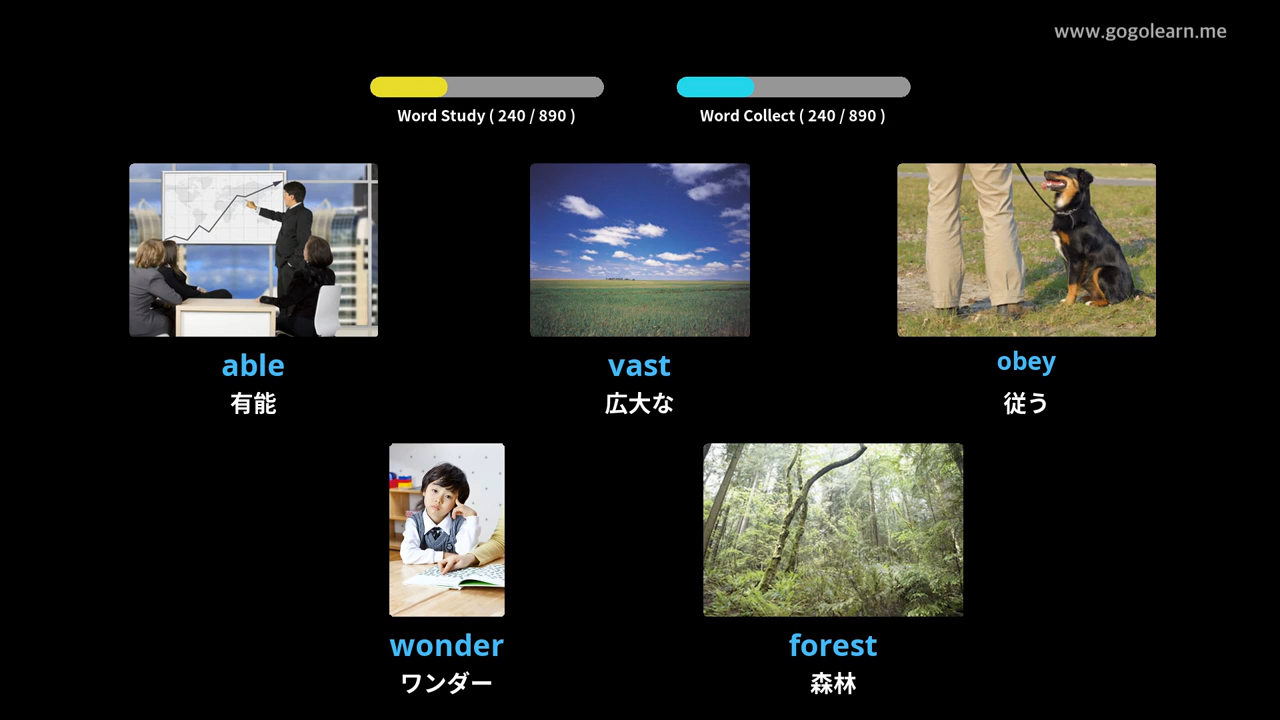 www.gogolearn.me
Word Study ( 240 / 890 )
Word Collect ( 240 / 890 )
able
有能
vast
広大な
obey
従う
wonder
ワンダー
forest
森林